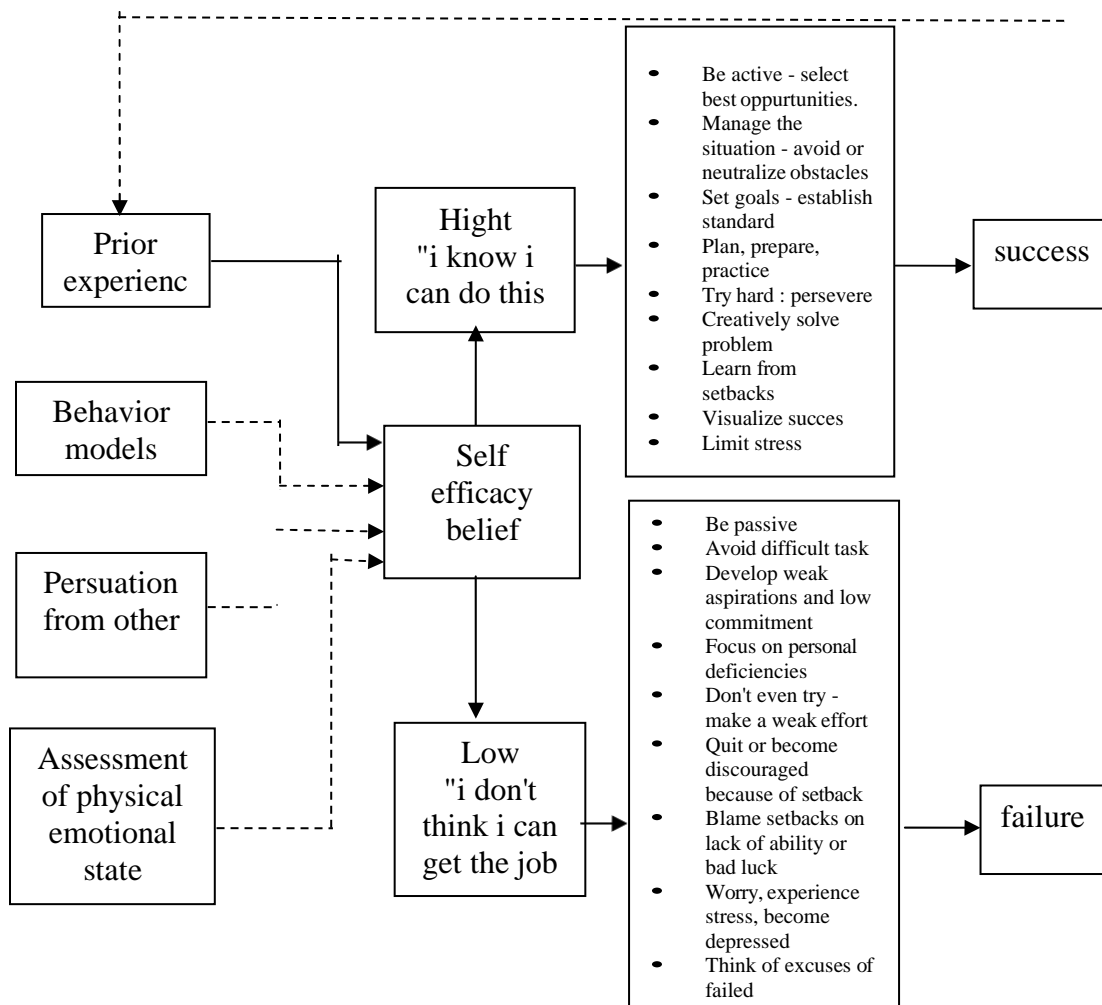 Prior
experienc
Behavior
models
Persuation
from other
Assessment
of physical
emotional
state
Self
efficacy
belief
Hight
"i know i
can do this
Low
"i don't
think i can
get the job
• Be active - select
best oppurtunities.
• Manage the
situation - avoid or
neutralize obstacles
• Set goals - establish
standard
• Plan, prepare,
practice
• Try hard : persevere
• Creatively solve
problem
• Learn from
setbacks
• Visualize succes
• Limit stress
• Be passive
• Avoid difficult task
• Develop weak
aspirations and low
commitment
• Focus on personal
deficiencies
• Don't even try -
make a weak effort
• Quit or become
discouraged
because of setback
• Blame setbacks on
lack of ability or
bad luck
• Worry, experience
stress, become
depressed
• Think of excuses of
failed
success
failure